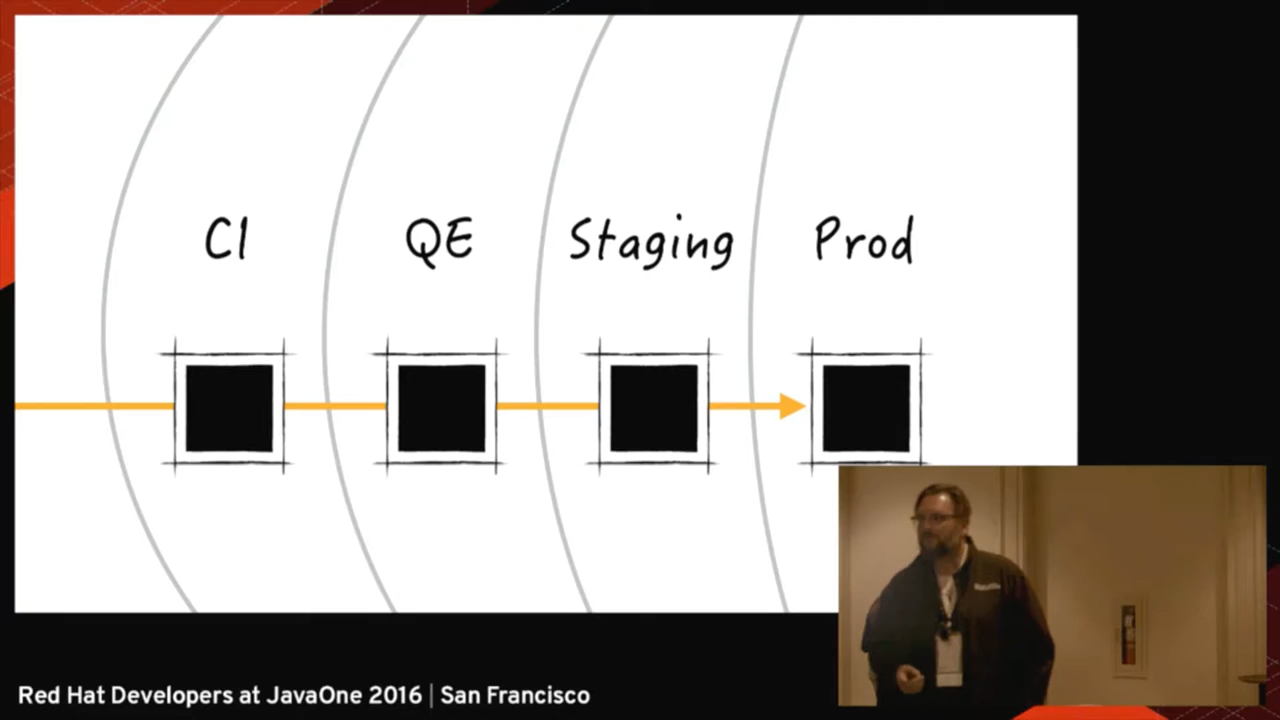 CI QE Staging Prod
Red Hat Developers at JavaOne 2016 | San Francisco